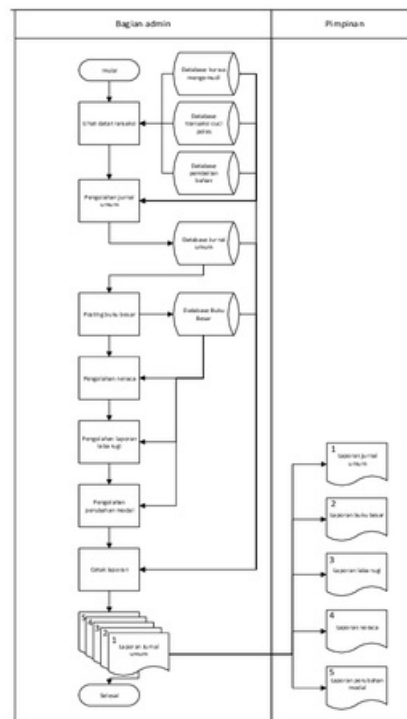 Bagian admin
Pimpinan
mulai
Database kursus
mengemudi
Lihat data transaksi
Database
transaksi cuci
polos
Database
pembelian
bahan
Pengolahan jurnal
umum
Database Jurnal
umum
Posting buku besar
Database Buku
Besar
Pengolahan neraca
Pengolahan laporan
laba rugi
Pengolahan
perubahan modal
Cetak laporan
5
2
1
Laporan Jurnal
umum
Selesai
1
Laporan jurnal
umum
2
Laporan buku besar
3
Laporan laba rugi
4
Laporan neraca
5
Laporan perubahan
modal